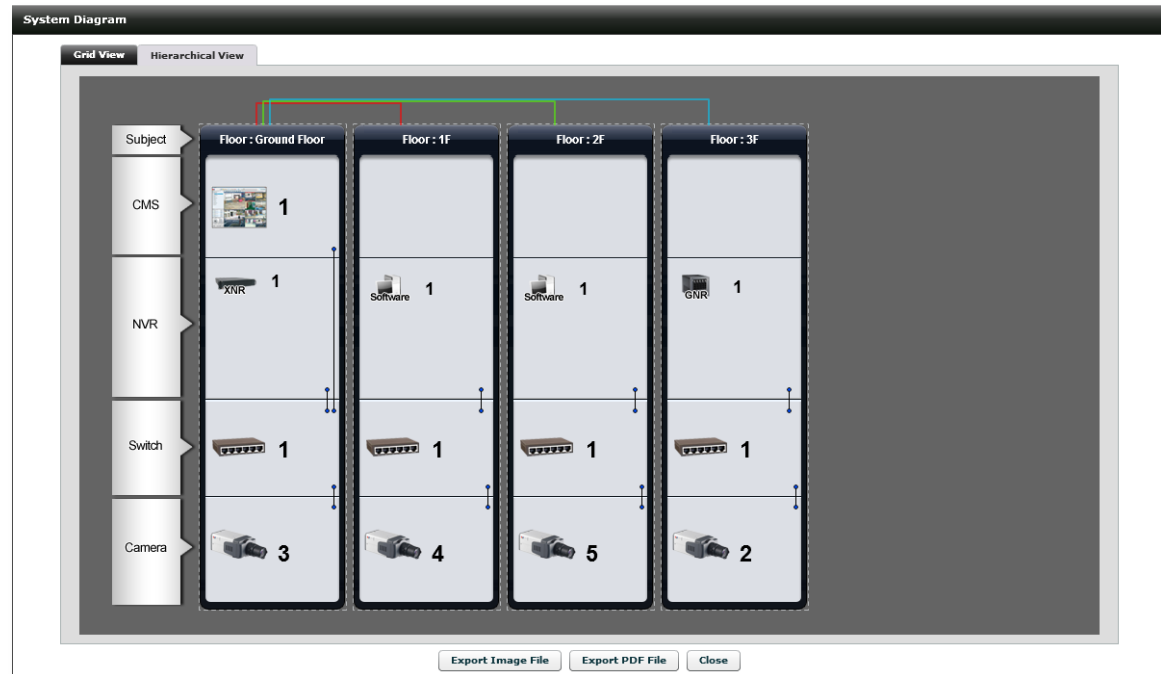 System Diagram
Grid View Hierarchical View
Subject Floor : Ground Floor Floor : 1F Floor : 2F Floor : 3F
CMS 1
NVR XNR 1 Software 1 Software 1 GNR 1
Switch 1 1 1 1
Camera 3 4 5 2
Export Image File Export PDF File Close